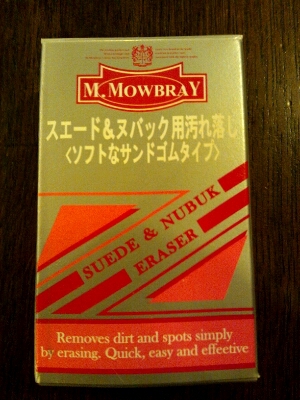 M. MOWBRAY
スエード&ヌバック用汚れ落し
〈ソフトなサンドゴムタイプ〉
SUEDE & NUBUK
ERASER
Removes dirt and spots simply
by erasing. Quick, easy and effective